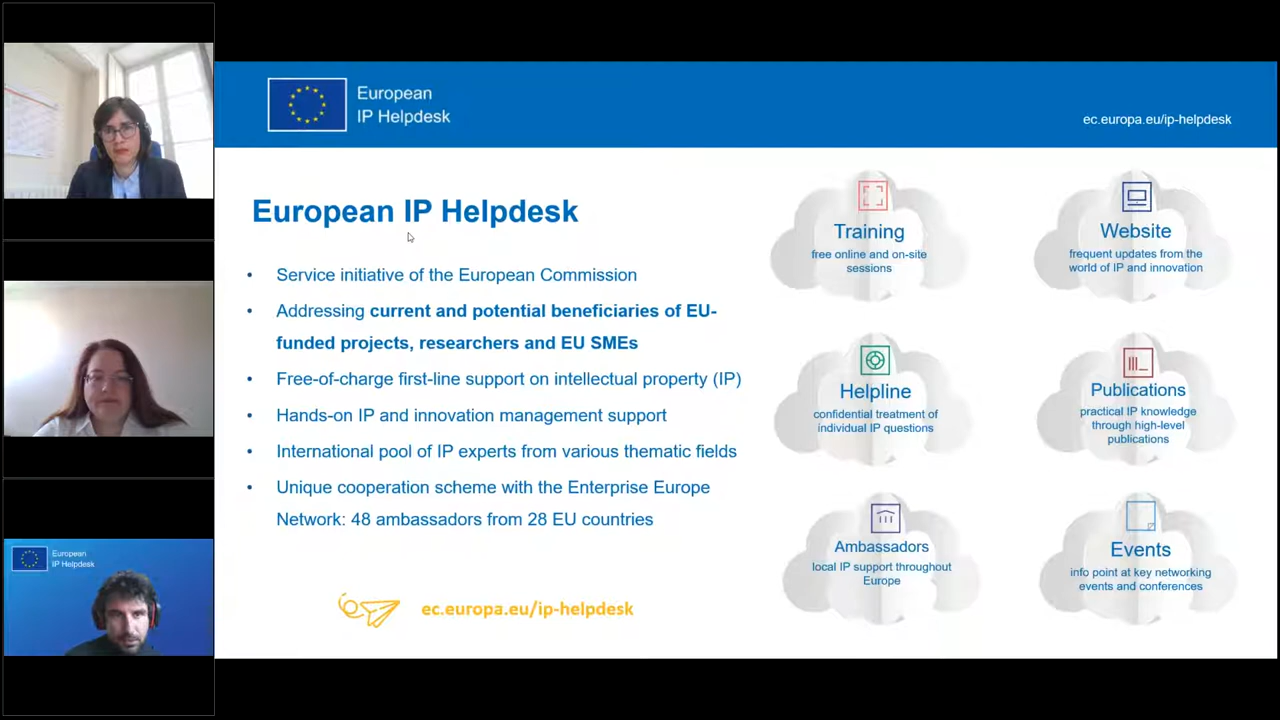 European
IP Helpdesk
ec.europa.eu/ip-helpdesk
European IP Helpdesk
• Service initiative of the European Commission
• Addressing current and potential beneficiaries of EU-
funded projects, researchers and EU SMEs
• Free-of-charge first-line support on intellectual property (IP)
• Hands-on IP and innovation management support
• International pool of IP experts from various thematic fields
• Unique cooperation scheme with the Enterprise Europe
Network: 48 ambassadors from 28 EU countries
ec.europa.eu/ip-helpdesk
Training
free online and on-site
sessions
Website
frequent updates from the
world of IP and innovation
Helpline
confidential treatment of
individual IP questions
Publications
practical IP knowledge
through high-level
publications
Ambassadors
local IP support throughout
Europe
Events
info point at key networking
events and conferences
European
IP Helpdesk